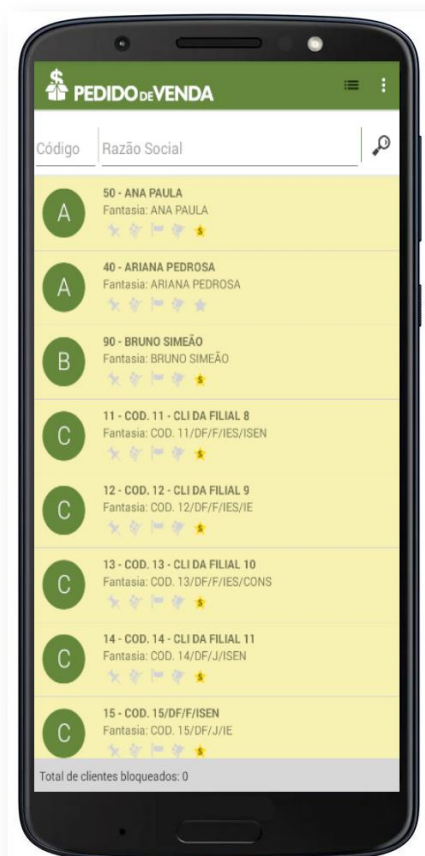 PEDIDO DE VENDA
Código Razão Social
A
50 - ANA PAULA
Fantasia: ANA PAULA
A
40 - ARIANA PEDROSA
Fantasia: ARIANA PEDROSA
B
90 - BRUNO SIMEÃO
Fantasia: BRUNO SIMEÃO
C
11 - COD. 11 - CLI DA FILIAL 8
Fantasia: COD. 11/DF/F/IES/ISEN
C
12 - COD. 12 - CLI DA FILIAL 9
Fantasia: COD. 12/DF/F/IES/IE
C
13 - COD. 13 - CLI DA FILIAL 10
Fantasia: COD. 13/DF/F/IES/CONS
C
14 - COD. 14 - CLI DA FILIAL 11
Fantasia: COD. 14/DF/J/ISEN
C
15 - COD. 15/DF/F/ISEN
Fantasia: COD. 15/DF/J/IE
Total de clientes bloqueados: 0